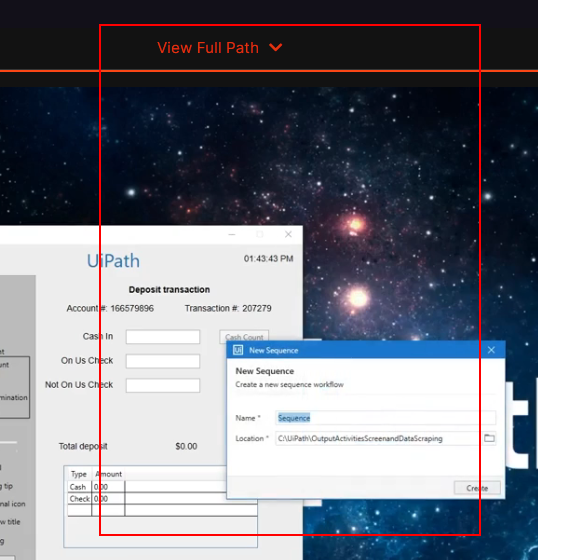 View Full Path
UiPath
01:43:43 PM
Deposit transaction
Account #: 166579896 Transaction #: 207279
Cash In
Cash Count
On Us Check
Not On Us Check
Total deposit $0.00
Type Amount
Cash 0.00
Check 0.00
mination
tip
nal icon
w title
New Sequence
New Sequence
Create a new sequence workflow
Name * Sequence
Location * C:\UiPath\OutputActivitiesScreenandDataScraping
Create